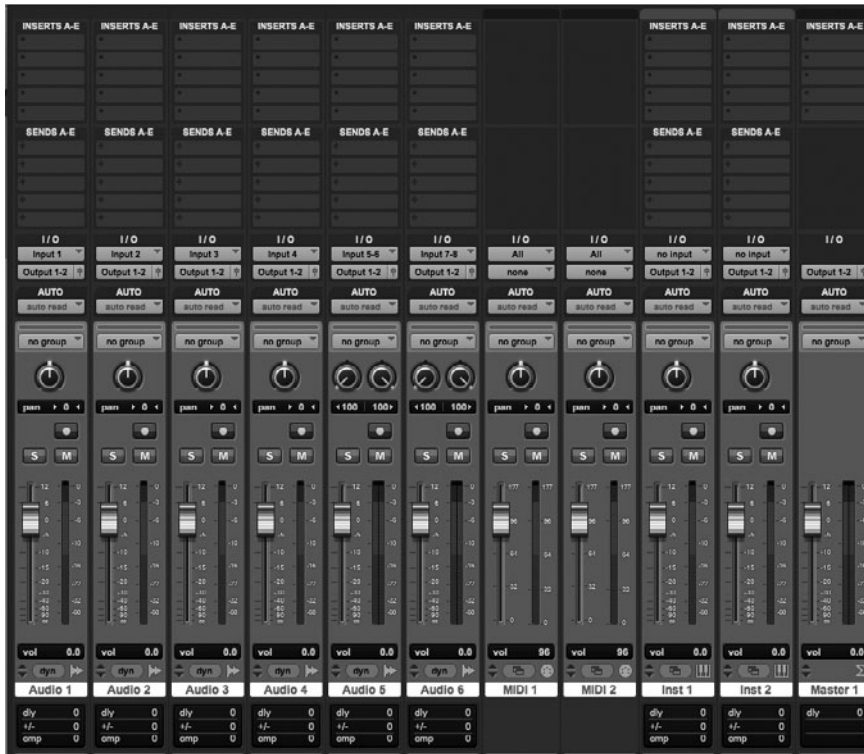 INSERTS A-E INSERTS A-E INSERTS A-E INSERTS A-E INSERTS A-E INSERTS A-E INSERTS A-E INSERTS A-E INSERTS A-E
SENDS A-E SENDS A-E SENDS A-E SENDS A-E SENDS A-E SENDS A-E SENDS A-E SENDS A-E
I/O I/O I/O I/O I/O I/O I/O I/O I/O I/O I/O
Input 1 Input 2 Input 3 Input 4 Input 5-6 Input 7-8 All All no input no input
Output 1-2 Output 1-2 Output 1-2 Output 1-2 Output 1-2 Output 1-2 none none Output 1-2 Output 1-2 Output 1-2
AUTO AUTO AUTO AUTO AUTO AUTO AUTO AUTO AUTO AUTO AUTO
auto read auto read auto read auto read auto read auto read auto read auto read auto read auto read auto read
no group no group no group no group no group no group no group no group no group no group no group
pan 0 pan 0 pan 0 pan 0 100 100 100 100 pan 0 pan 0 pan 0 pan 0
S M S M S M S M S M S M S M S M S M S M
vol 0.0 vol 0.0 vol 0.0 vol 0.0 vol 0.0 vol 0.0 vol 96 vol 96 vol 0.0 vol 0.0 vol 0.0
dyn dyn dyn dyn dyn dyn
Audio 1 Audio 2 Audio 3 Audio 4 Audio 5 Audio 6 MIDI 1 MIDI 2 Inst 1 Inst 2 Master 1
dly 0 dly 0 dly 0 dly 0 dly 0 dly 0 dly 0 dly 0 dly 0
+/- 0 +/- 0 +/- 0 +/- 0 +/- 0 +/- 0 +/- 0 +/- 0
cmp 0 cmp 0 cmp 0 cmp 0 cmp 0 cmp 0 cmp 0 cmp 0